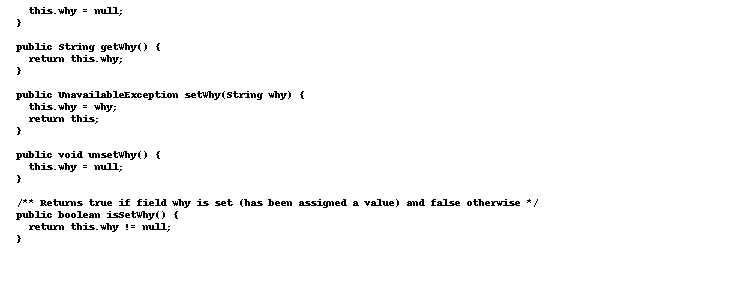 this.why = null;
}
public String getWhy() {
return this.why;
}
public UnavailableException setWhy(String why) {
this.why = why;
return this;
}
public void unsetWhy() {
this.why = null;
}
/** Returns true if field why is set (has been assigned a value) and false otherwise */
public boolean isSetWhy() {
return this.why != null;
}